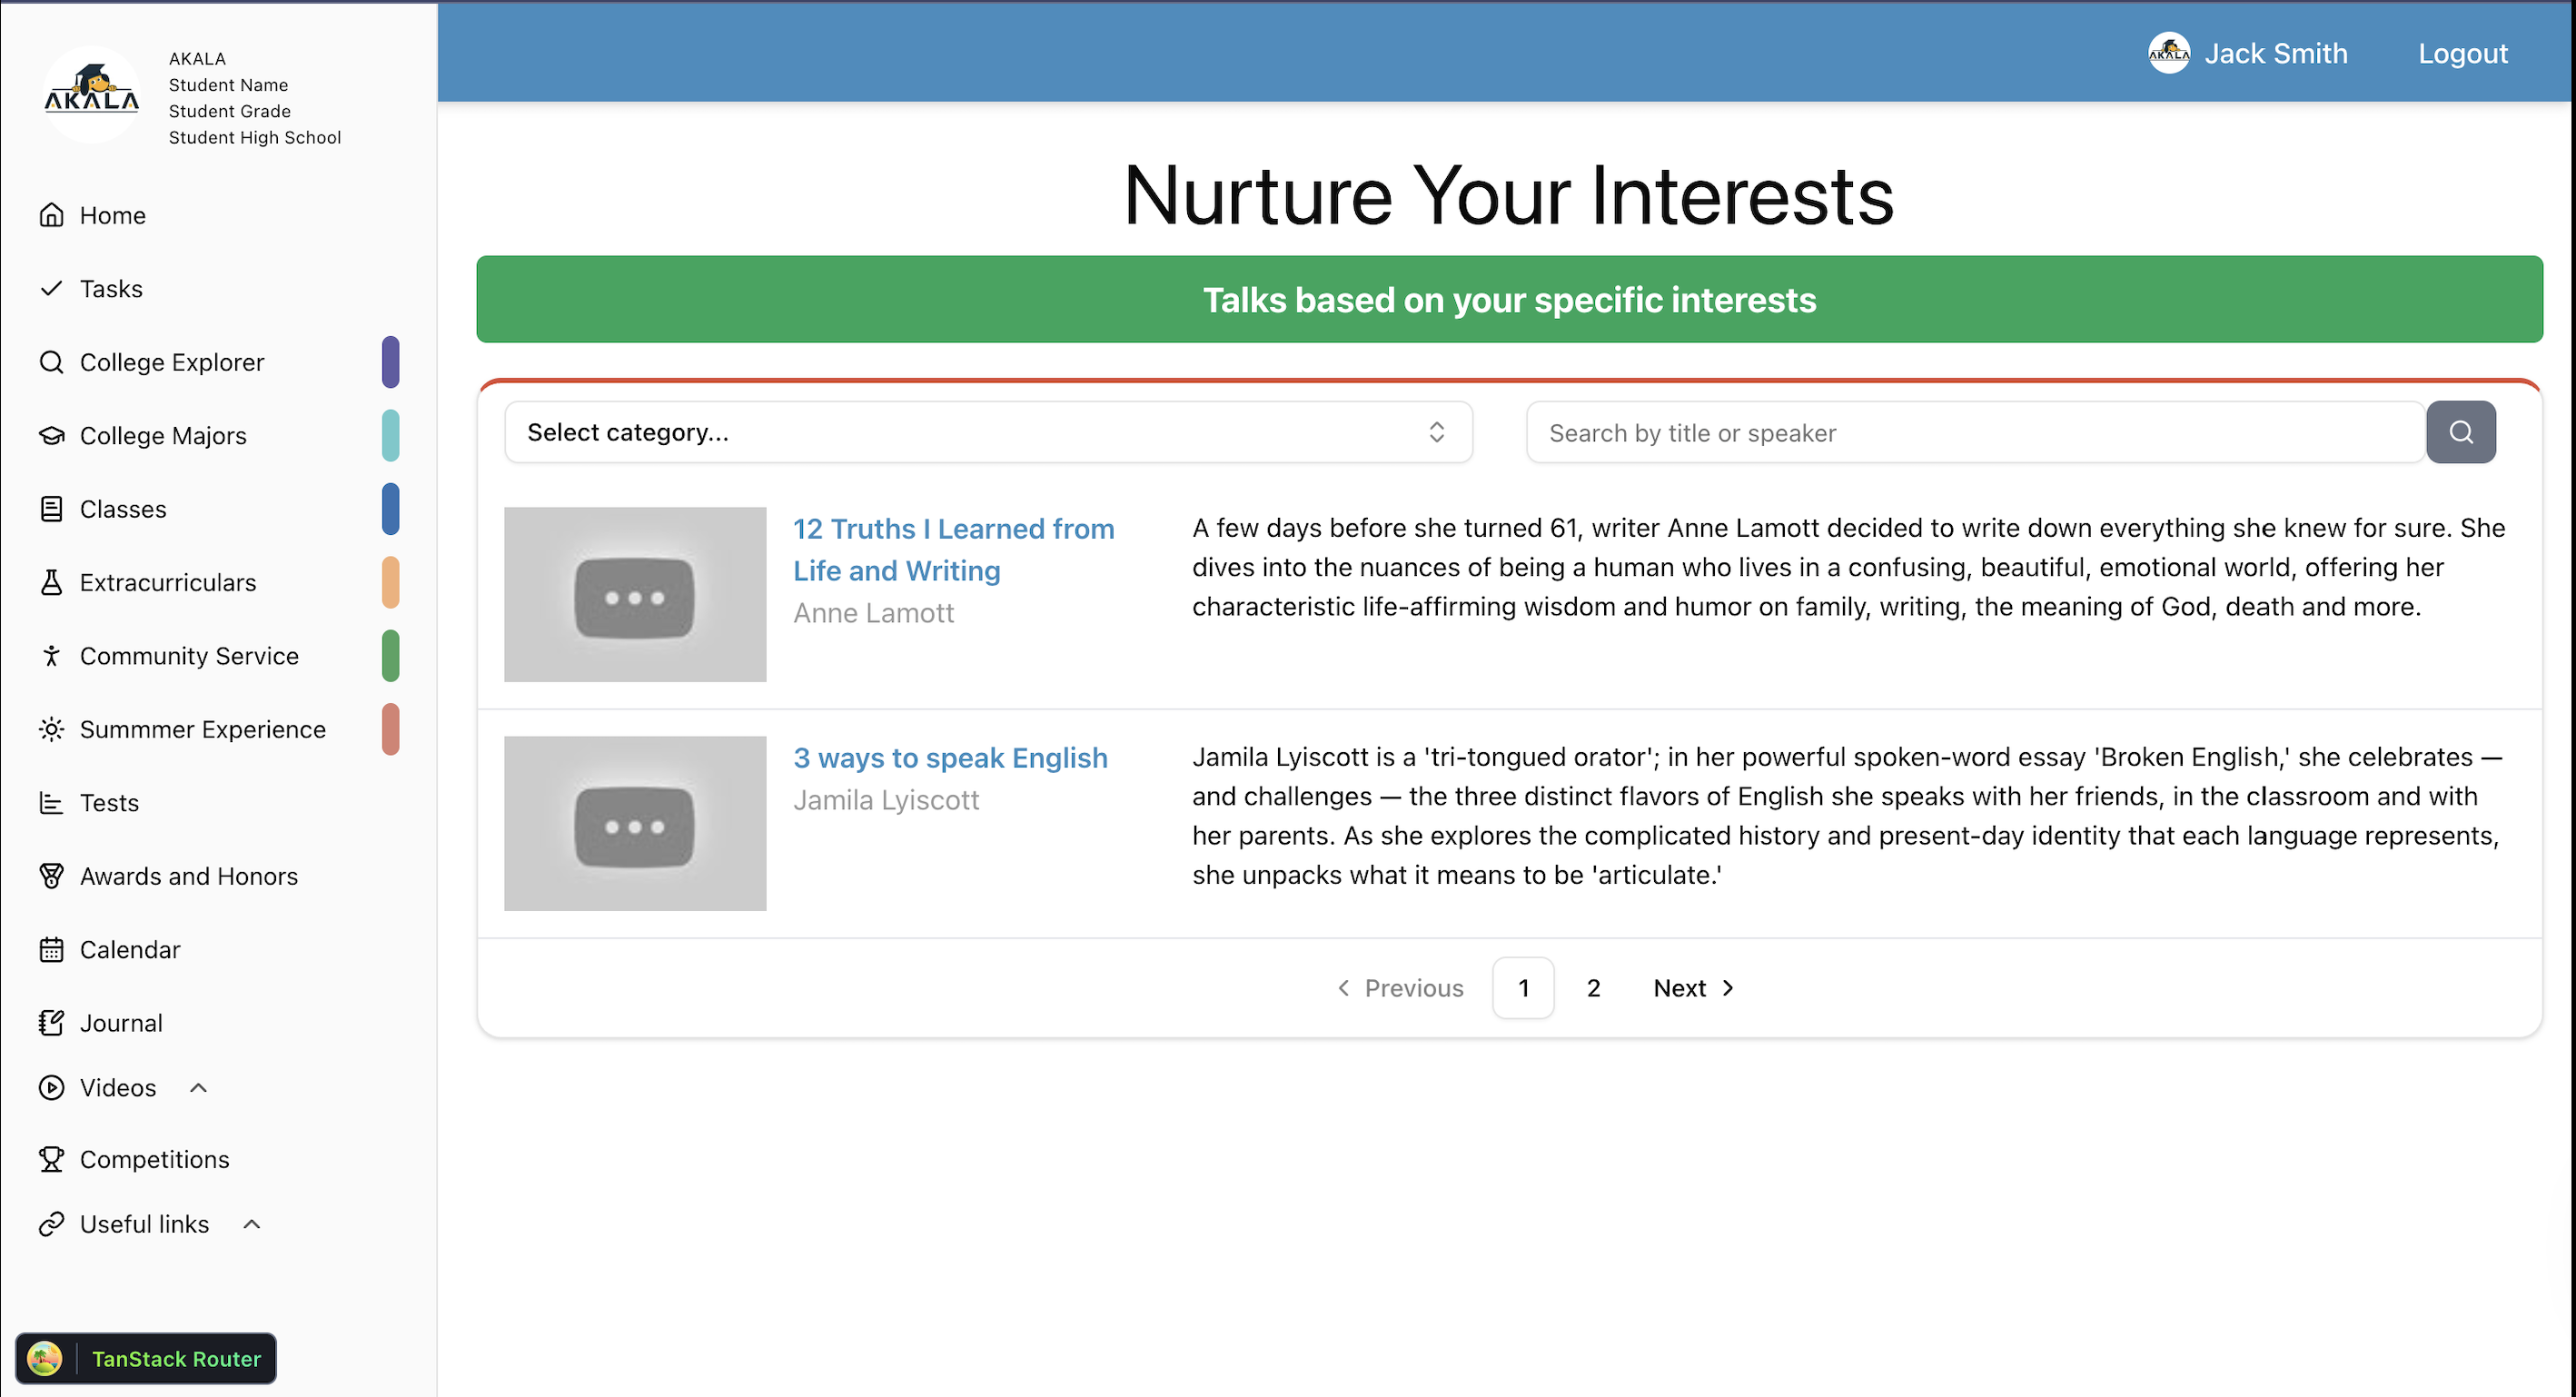 AKALA
AKALA
Student Name
Student Grade
Student High School
AKALA
Jack Smith
Logout
Home
Tasks
College Explorer
College Majors
Classes
Extracurriculars
Community Service
Summmer Experience
Tests
Awards and Honors
Calendar
Journal
Videos
Competitions
Useful links
TanStack Router
Nurture Your Interests
Talks based on your specific interests
Select category...
Search by title or speaker
12 Truths I Learned from
Life and Writing
Anne Lamott
A few days before she turned 61, writer Anne Lamott decided to write down everything she knew for sure. She
dives into the nuances of being a human who lives in a confusing, beautiful, emotional world, offering her
characteristic life-affirming wisdom and humor on family, writing, the meaning of God, death and more.
3 ways to speak English
Jamila Lyiscott
Jamila Lyiscott is a 'tri-tongued orator'; in her powerful spoken-word essay 'Broken English,' she celebrates —
and challenges — the three distinct flavors of English she speaks with her friends, in the classroom and with
her parents. As she explores the complicated history and present-day identity that each language represents,
she unpacks what it means to be 'articulate.'
Previous
1
2
Next